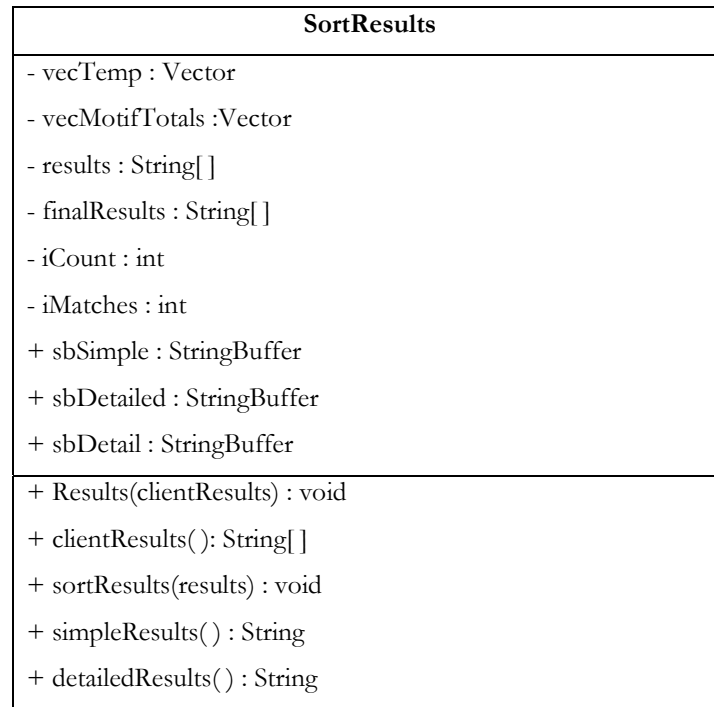 SortResults
- vecTemp : Vector
- vecMotifTotals :Vector
- results : String[ ]
- finalResults : String[ ]
- iCount : int
- iMatches : int
+ sbSimple : StringBuffer
+ sbDetailed : StringBuffer
+ sbDetail : StringBuffer
+ Results(clientResults) : void
+ clientResults( ): String[ ]
+ sortResults(results) : void
+ simpleResults( ) : String
+ detailedResults( ) : String